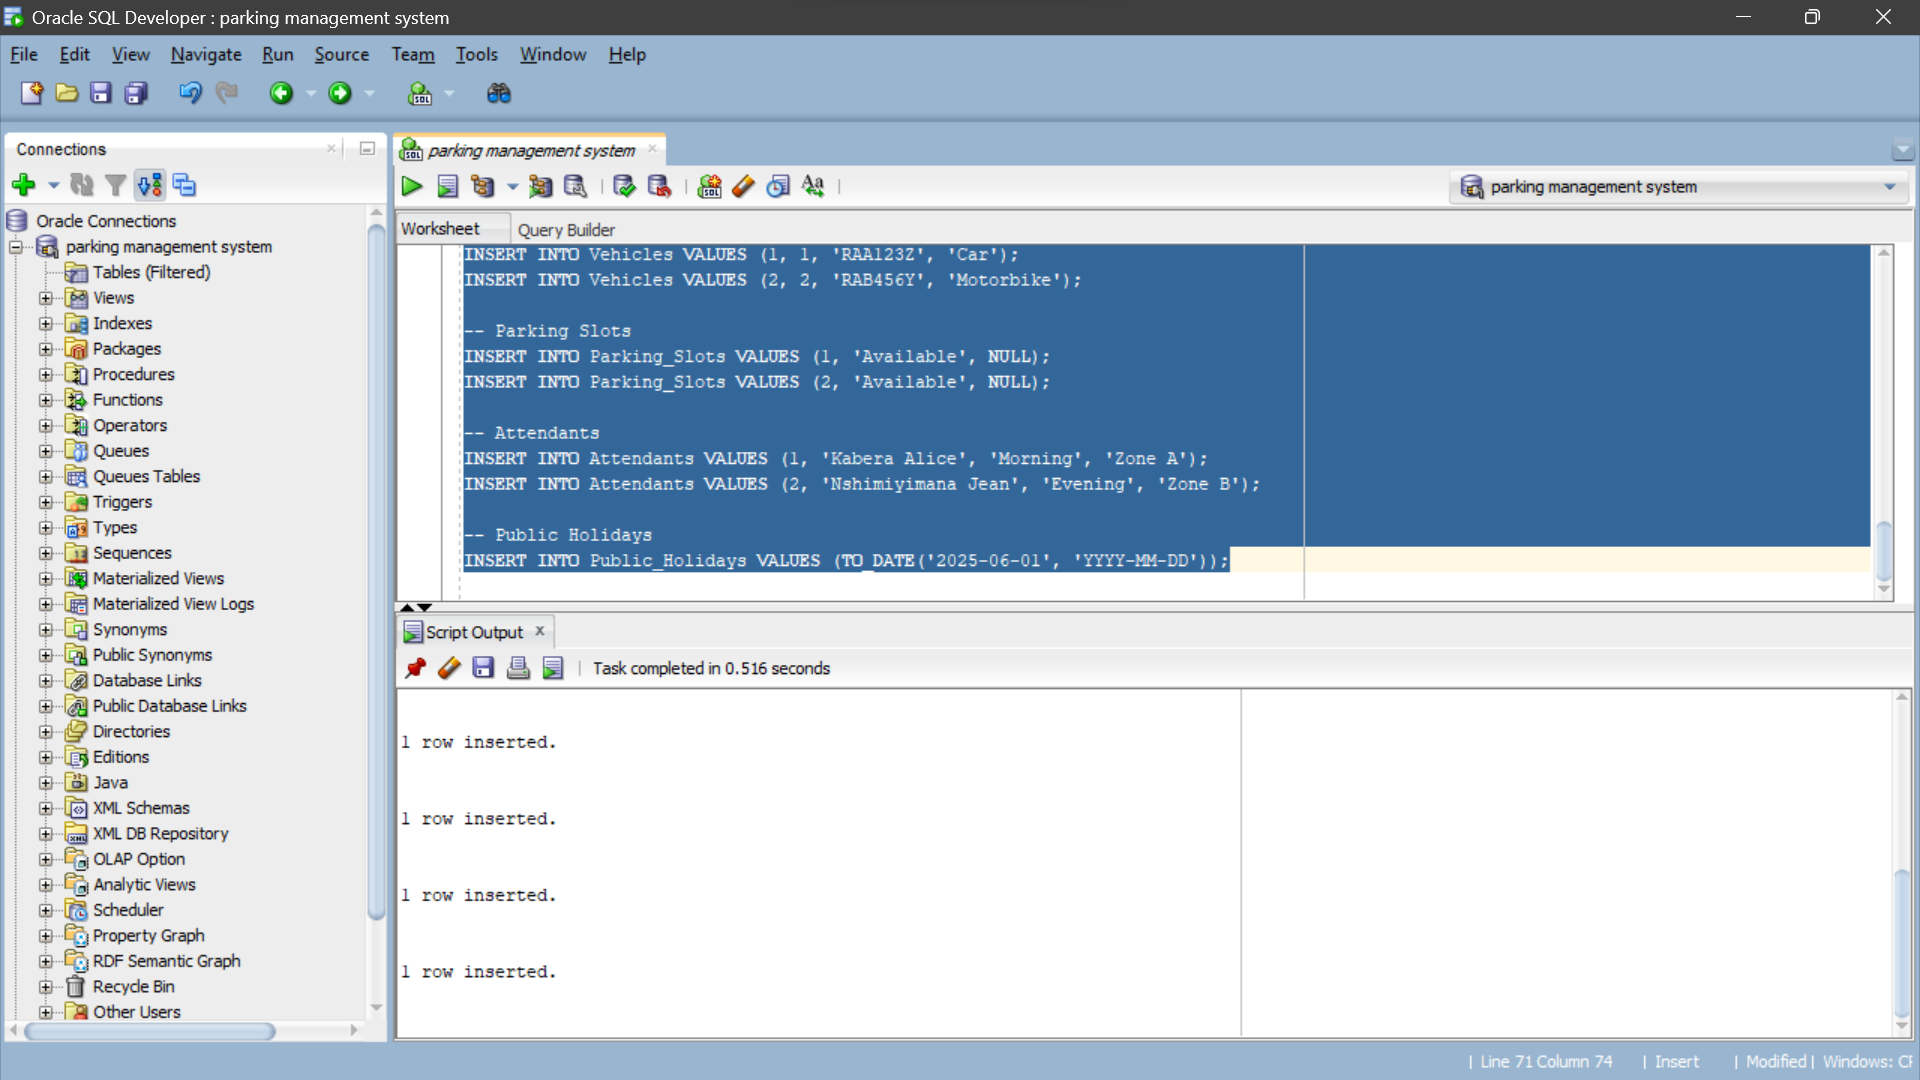 Oracle SQL Developer : parking management system
File Edit View Navigate Run Source Team Tools Window Help
Connections
Oracle Connections
parking management system
Tables (Filtered)
Views
Indexes
Packages
Procedures
Functions
Operators
Queues
Queues Tables
Triggers
Types
Sequences
Materialized Views
Materialized View Logs
Synonyms
Public Synonyms
Database Links
Public Database Links
Directories
Editions
Java
XML Schemas
XML DB Repository
OLAP Option
Analytic Views
Scheduler
Property Graph
RDF Semantic Graph
Recycle Bin
Other Users
parking management system
parking management system
Worksheet Query Builder
INSERT INTO Vehicles VALUES (1, 1, 'RAA123Z', 'Car');
INSERT INTO Vehicles VALUES (2, 2, 'RAB456Y', 'Motorbike');
-- Parking Slots
INSERT INTO Parking_Slots VALUES (1, 'Available', NULL);
INSERT INTO Parking_Slots VALUES (2, 'Available', NULL);
-- Attendants
INSERT INTO Attendants VALUES (1, 'Kabera Alice', 'Morning', 'Zone A');
INSERT INTO Attendants VALUES (2, 'Nshimiyimana Jean', 'Evening', 'Zone B');
-- Public Holidays
INSERT INTO Public_Holidays VALUES (TO_DATE('2025-06-01', 'YYYY-MM-DD'));
Script Output
Task completed in 0.516 seconds
1 row inserted.
1 row inserted.
1 row inserted.
1 row inserted.
| Line 71 Column 74 | Insert | Modified | Windows: CF